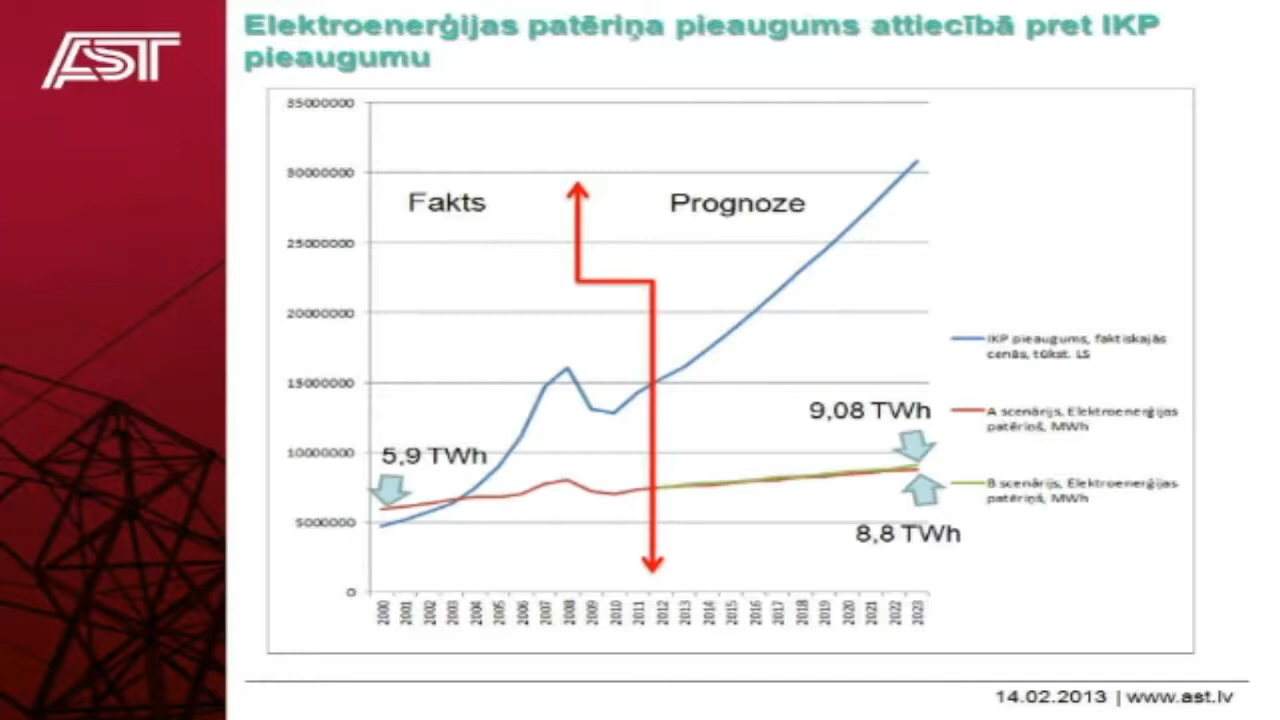 AST
Elektroenerģijas patēriņa pieaugums attiecībā pret IKP
pieaugumu
35000000
30000000
25000000
20000000
15000000
10000000
5000000
0
Fakts
Prognoze
5,9 TWh
9,08 TWh
8,8 TWh
IKP pieaugums, faktiskajās
cenās, tūkst. LS
A scenārijs, Elektroenerģijas
patēriņš, MWh
B scenārijs, Elektroenerģijas
patēriņš, MWh
2000 2001 2002 2003 2004 2005 2006 2007 2008 2009 2010 2011 2012 2013 2014 2015 2016 2017 2018 2019 2020 2021 2022 2023
14.02.2013 | www.ast.lv